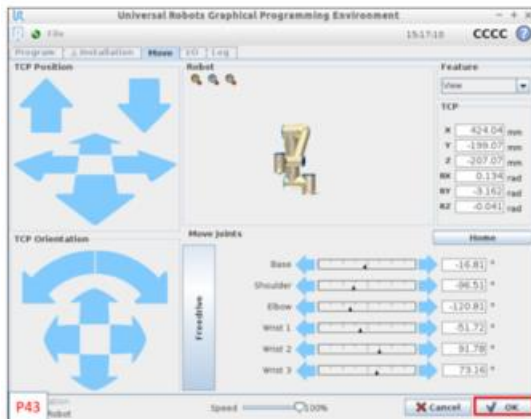 Universal Robots Graphical Programming Environment
File
15:17:10 CCCC ?
Program Installation Move I/O Log
TCP Position
Robot
Feature
View
TCP
X 424.04 mm
Y -199.07 mm
Z -207.07 mm
RX 0.134 rad
RY -3.162 rad
RZ -0.041 rad
TCP Orientation
Move Joints
Home
Freedrive
Base -16.81 °
Shoulder -96.51 °
Elbow -120.81 °
Wrist 1 -51.72 °
Wrist 2 91.78 °
Wrist 3 73.16 °
P43
Robot
Speed 100%
Cancel
OK